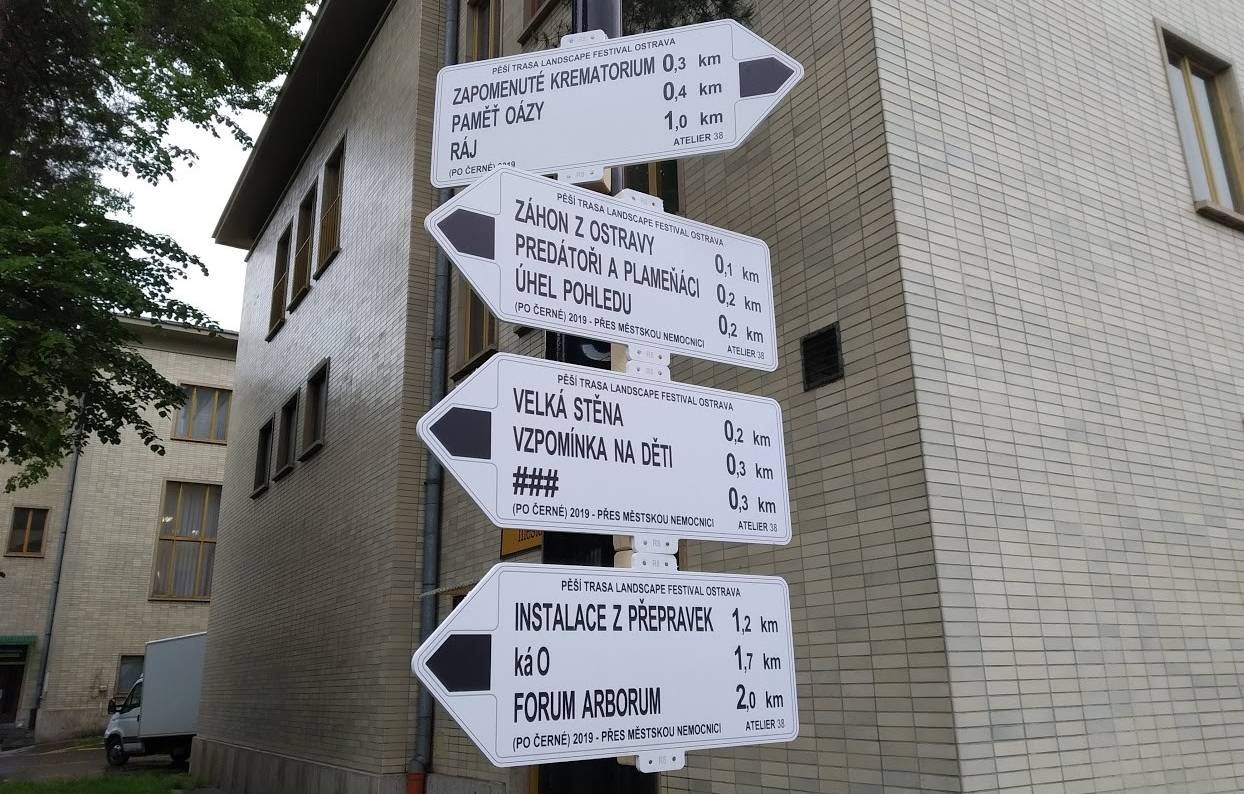 PĚŠÍ TRASA LANDSCAPE FESTIVAL OSTRAVA
ZAPOMENUTÉ KREMATORIUM 0,3 km
PAMĚŤ OÁZY 0,4 km
RÁJ 1,0 km
(PO ČERNÉ) 2019 ATELIER 38
PĚŠÍ TRASA LANDSCAPE FESTIVAL OSTRAVA
ZÁHON Z OSTRAVY 0,1 km
PREDÁTOŘI A PLAMEŇÁCI 0,2 km
ÚHEL POHLEDU 0,2 km
(PO ČERNÉ) 2019 - PŘES MĚSTSKOU NEMOCNICI ATELIER 38
PĚŠÍ TRASA LANDSCAPE FESTIVAL OSTRAVA
VELKÁ STĚNA 0,2 km
VZPOMÍNKA NA DĚTI 0,3 km
### 0,3 km
(PO ČERNÉ) 2019 - PŘES MĚSTSKOU NEMOCNICI ATELIER 38
PĚŠÍ TRASA LANDSCAPE FESTIVAL OSTRAVA
INSTALACE Z PŘEPRAVEK 1,2 km
ká O 1,7 km
FORUM ARBORUM 2,0 km
(PO ČERNÉ) 2019 - PŘES MĚSTSKOU NEMOCNICI ATELIER 38